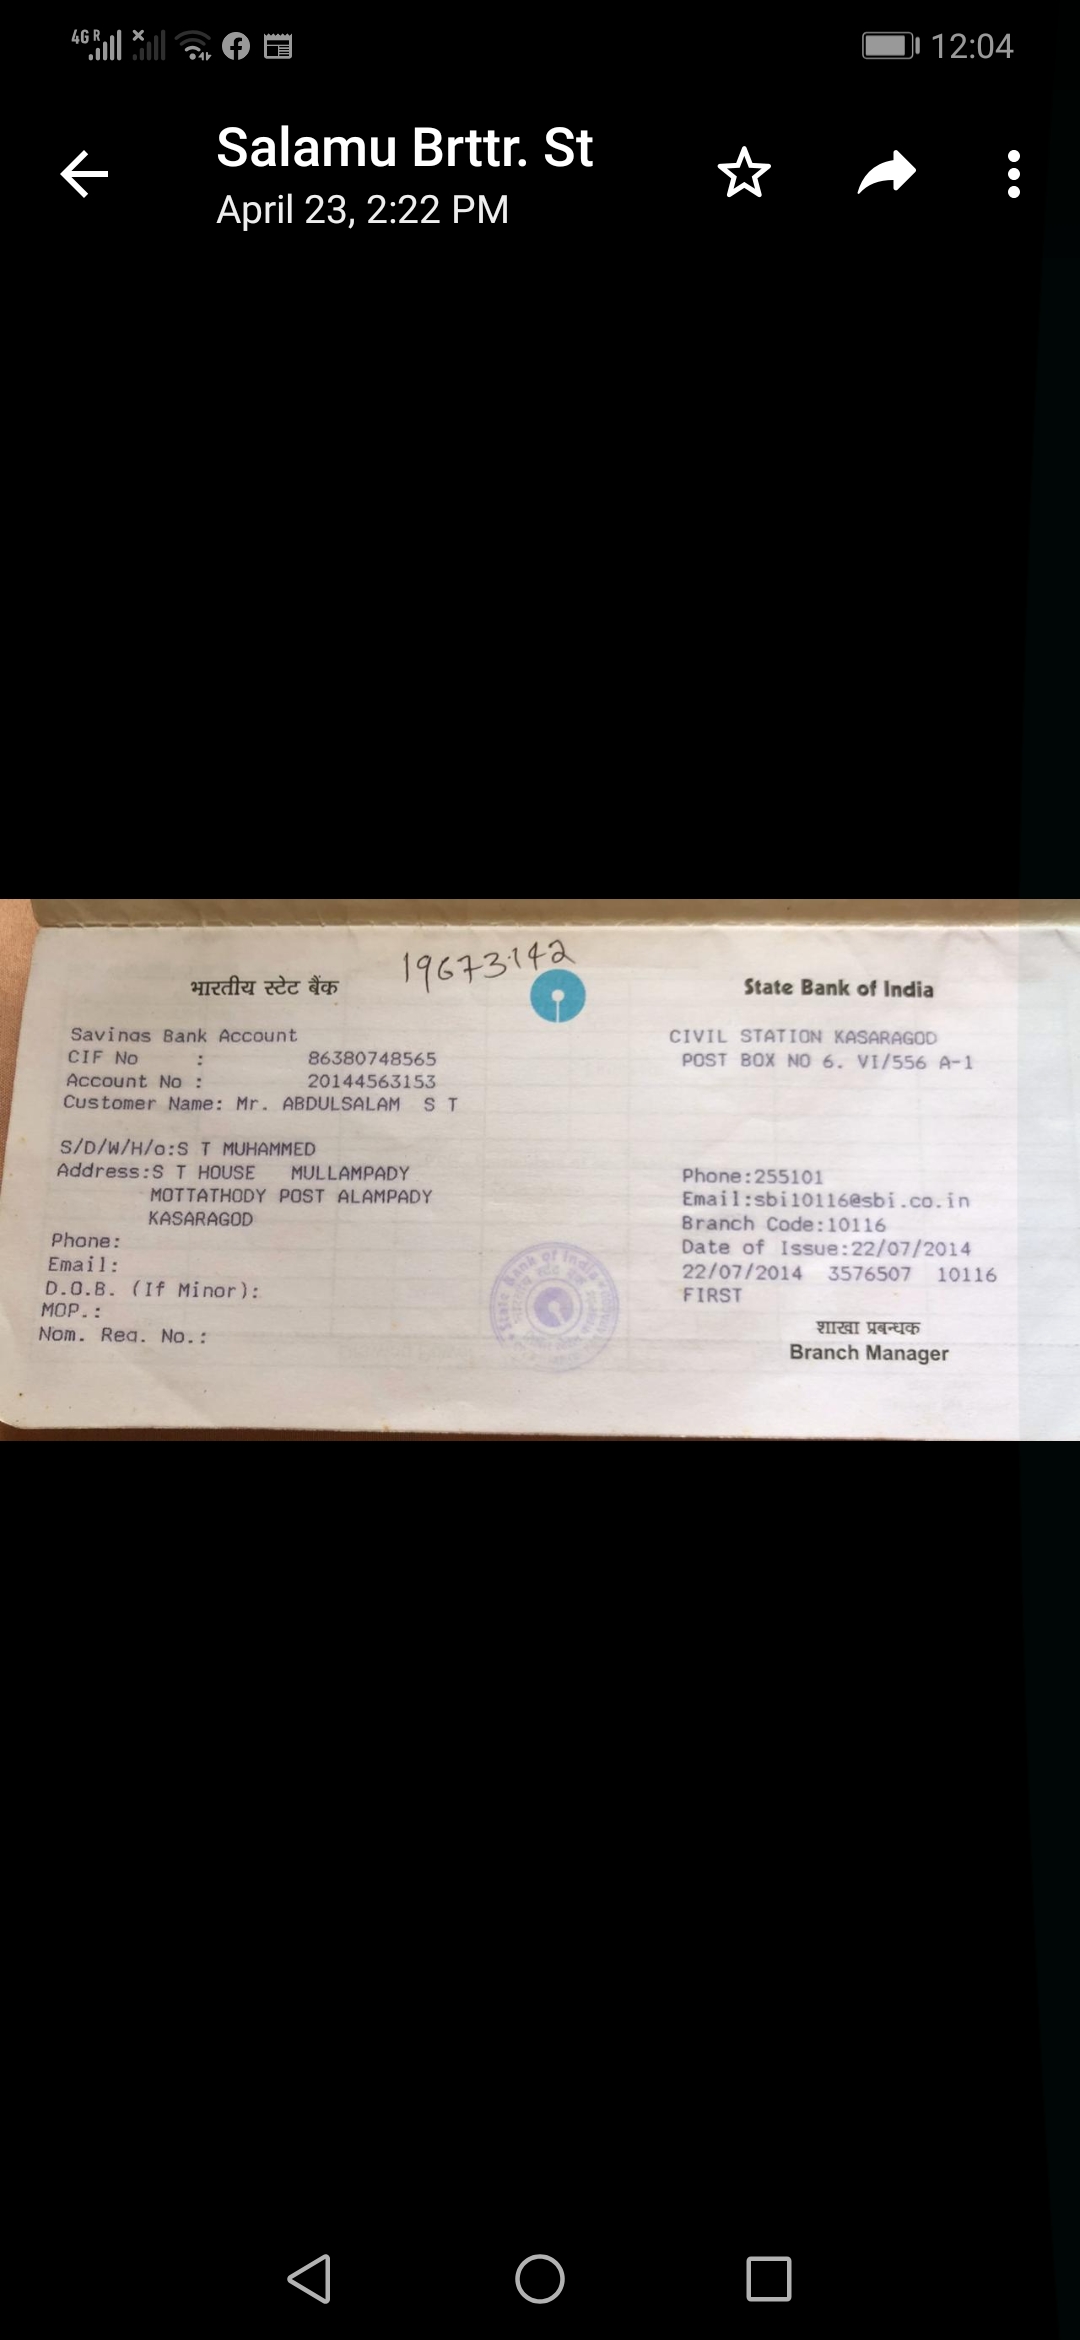 4G R 12:04
Salamu Brttr. St
April 23, 2:22 PM
19673142
भारतीय स्टेट बैंक
Savings Bank Account
CIF No : 86380748565
Account No : 20144563153
Customer Name: Mr. ABDULSALAM S T
S/D/W/H/o:S T MUHAMMED
Address:S T HOUSE MULLAMPADY
MOTTATHODY POST ALAMPADY
KASARAGOD
Phone:
Email:
D.O.B. (If Minor):
MOP.:
Nom. Reg. No.:
State Bank of India
CIVIL STATION KASARAGOD
POST BOX NO 6. VI/556 A-1
Phone:255101
Email:sbi10116@sbi.co.in
Branch Code:10116
Date of Issue:22/07/2014
22/07/2014 3576507 10116
FIRST
शाखा प्रबन्धक
Branch Manager
State Bank of India